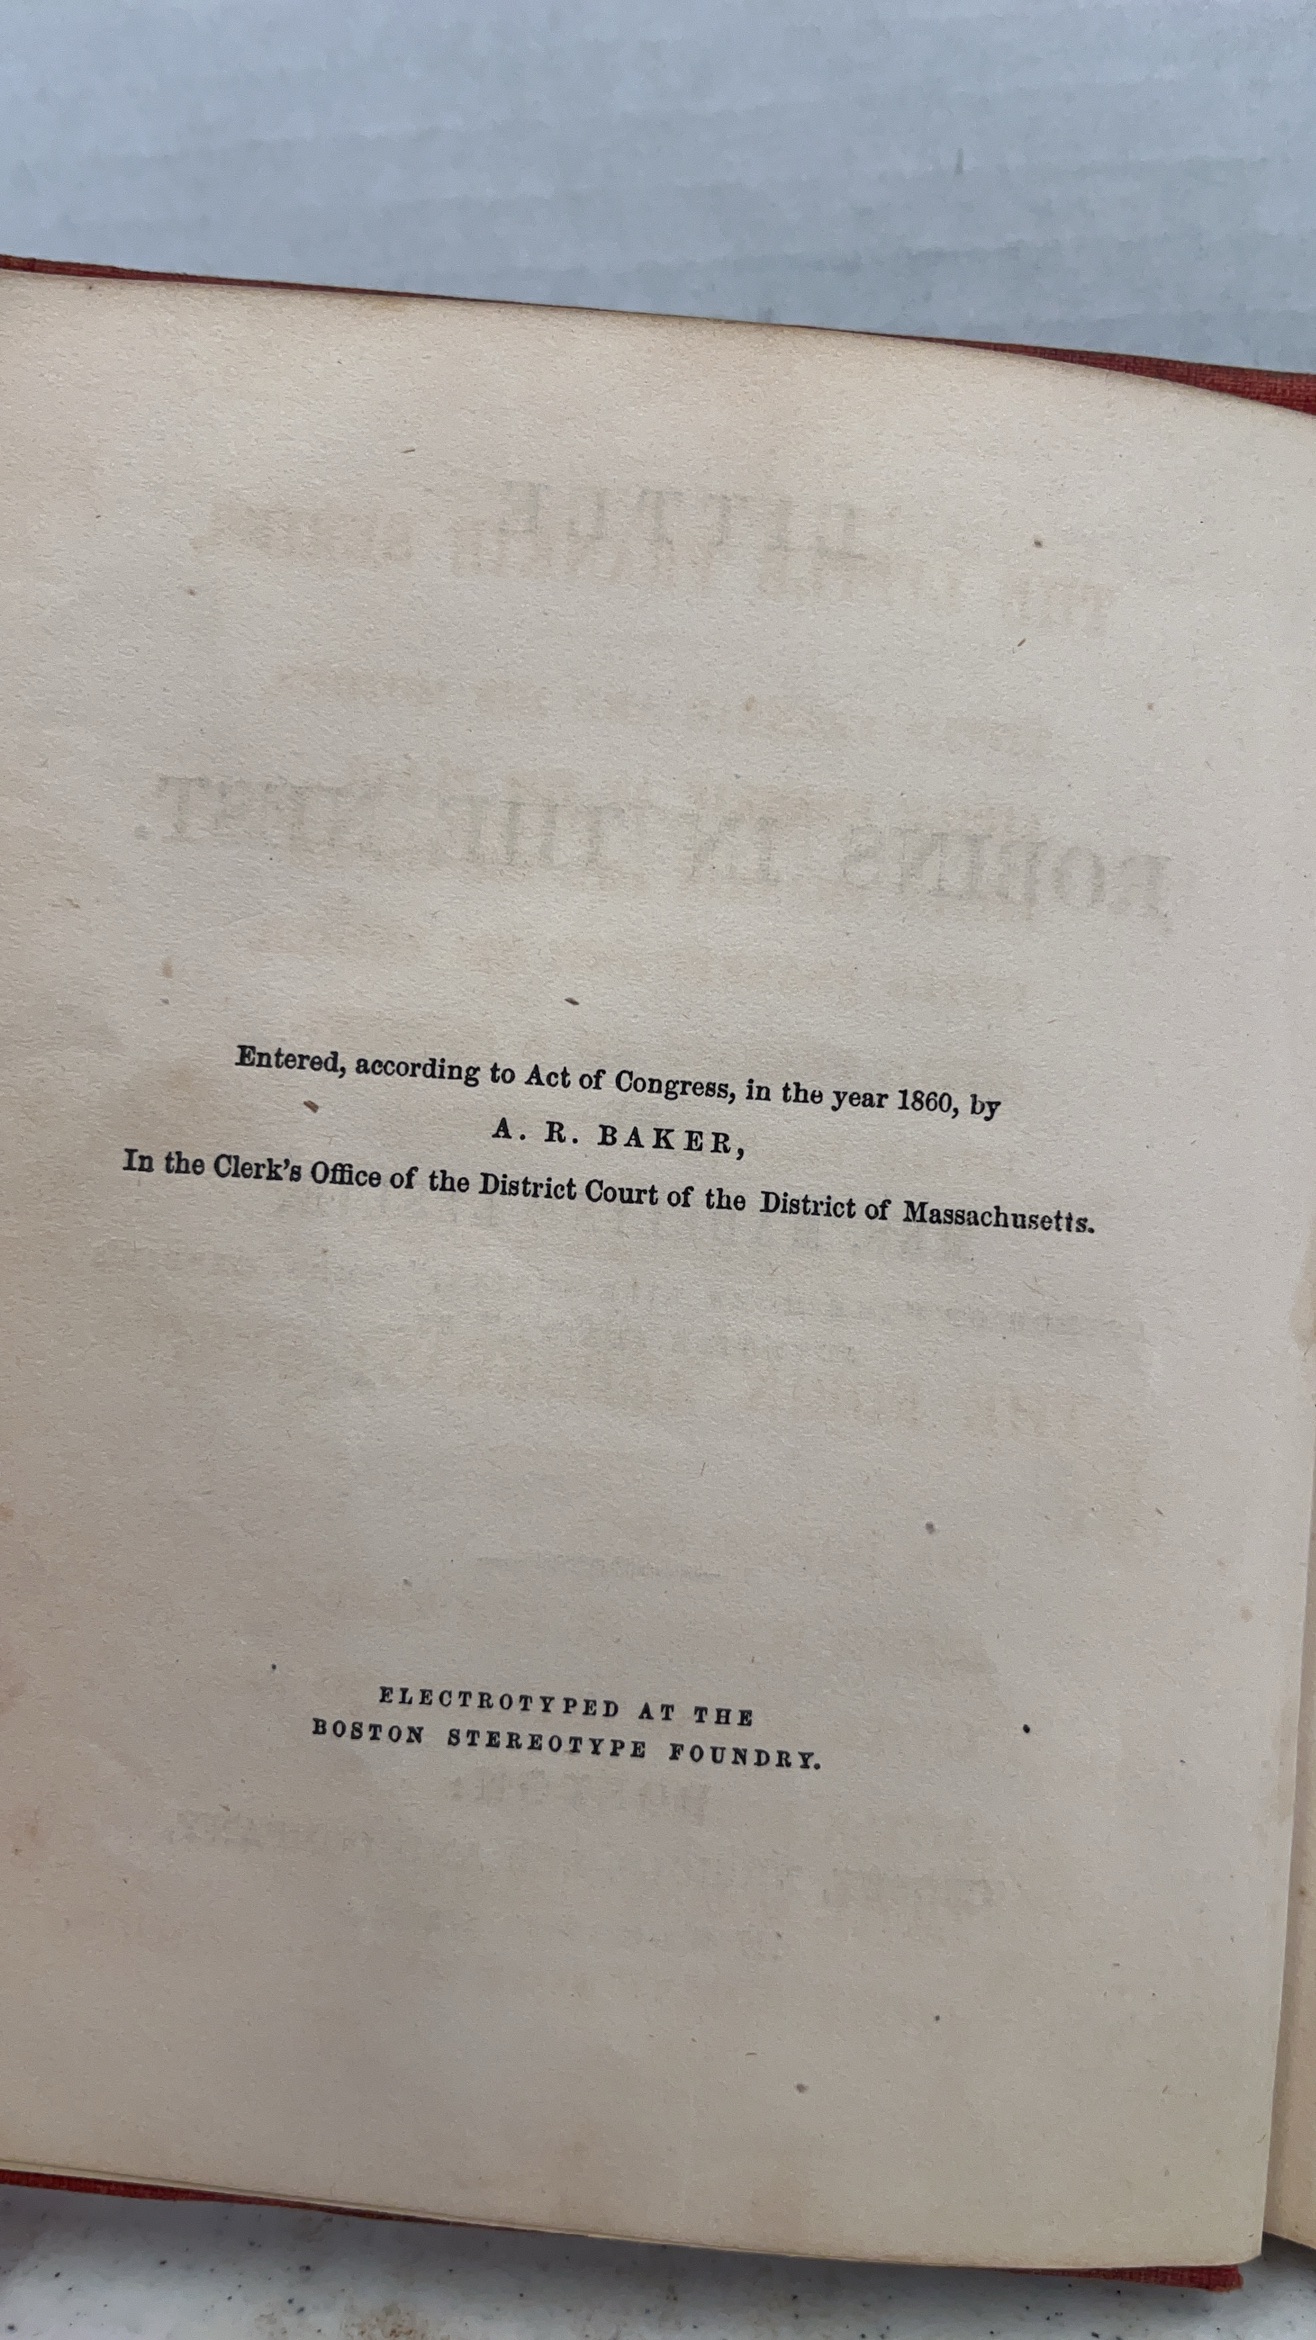 Entered, according to Act of Congress, in the year 1860, by
A. R. BAKER,
In the Clerk's Office of the District Court of the District of Massachusetts.
ELECTROTYPED AT THE
BOSTON STEREOTYPE FOUNDRY.